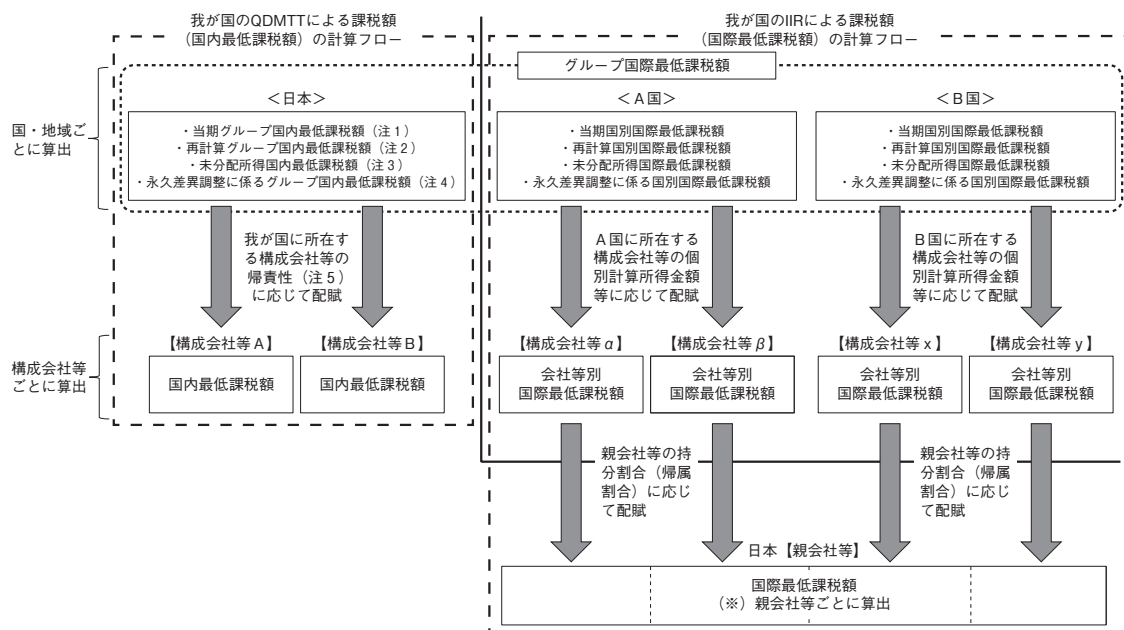 我が国のQDMTTによる課税額
（国内最低課税額）の計算フロー
我が国のIIRによる課税額
（国際最低課税額）の計算フロー
グループ国際最低課税額
国・地域ご
とに算出
＜日本＞
・当期グループ国内最低課税額（注１）
・再計算グループ国内最低課税額（注２）
・未分配所得国内最低課税額（注３）
・永久差異調整に係るグループ国内最低課税額（注４）
＜Ａ国＞
・当期国別国際最低課税額
・再計算国別国際最低課税額
・未分配所得国際最低課税額
・永久差異調整に係る国別国際最低課税額
＜Ｂ国＞
・当期国別国際最低課税額
・再計算国別国際最低課税額
・未分配所得国際最低課税額
・永久差異調整に係る国別国際最低課税額
我が国に所在す
る構成会社等の
帰責性（注５）
に応じて配賦
Ａ国に所在する
構成会社等の個
別計算所得金額
等に応じて配賦
Ｂ国に所在する
構成会社等の個
別計算所得金額
等に応じて配賦
構成会社等
ごとに算出
【構成会社等Ａ】
国内最低課税額
【構成会社等Ｂ】
国内最低課税額
【構成会社等α】
会社等別
国際最低課税額
【構成会社等β】
会社等別
国際最低課税額
【構成会社等ｘ】
会社等別
国際最低課税額
【構成会社等ｙ】
会社等別
国際最低課税額
親会社等の持
分割合（帰属
割合）に応じ
て配賦
親会社等の持
分割合（帰属
割合）に応じ
て配賦
日本【親会社等】
国際最低課税額
（※）親会社等ごとに算出